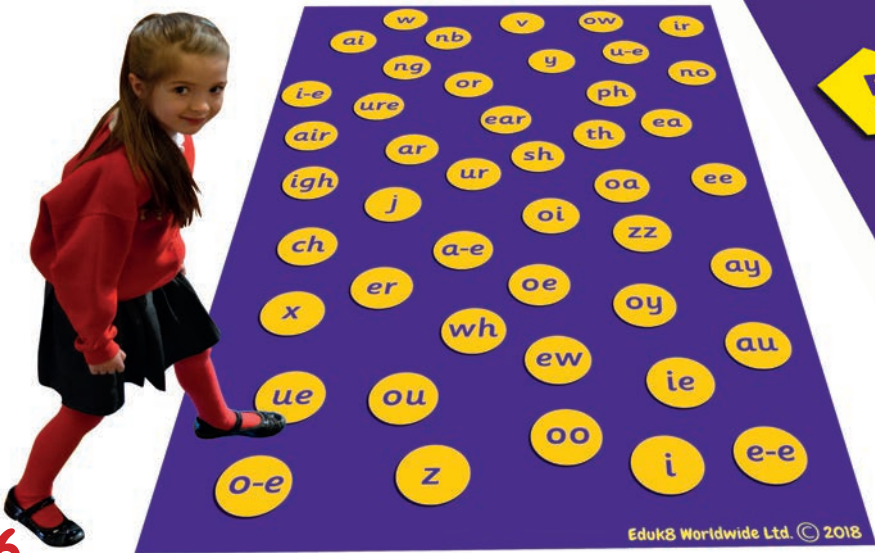 w
v
ow
ir
ai
nb
ng
y
u-e
no
i-e
ure
or
ear
ph
ea
air
ar
ur
sh
th
igh
j
oi
oa
ee
ch
a-e
zz
ay
x
er
oe
oy
wh
ew
au
ue
ou
ie
oo
o-e
z
i
e-e
Eduk8 Worldwide Ltd. © 2018
6